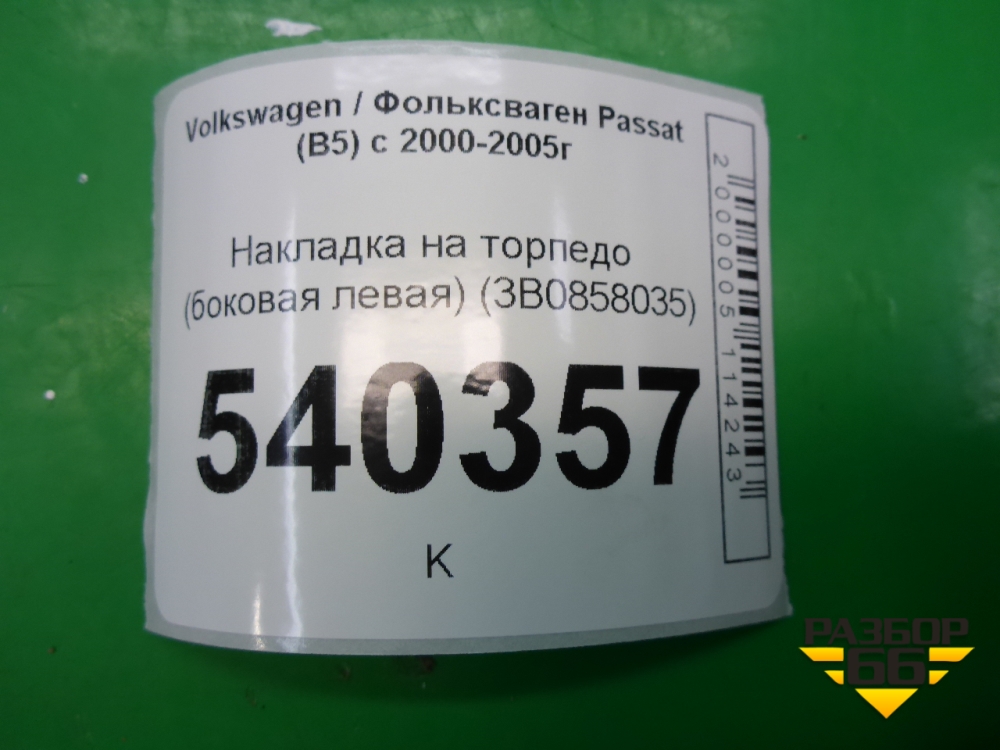 Volkswagen / Фольксваген Passat
(B5) с 2000-2005г
Накладка на торпедо
(боковая левая) (3B0858035)
540357
К
2000005114243
РАЗБОР
66